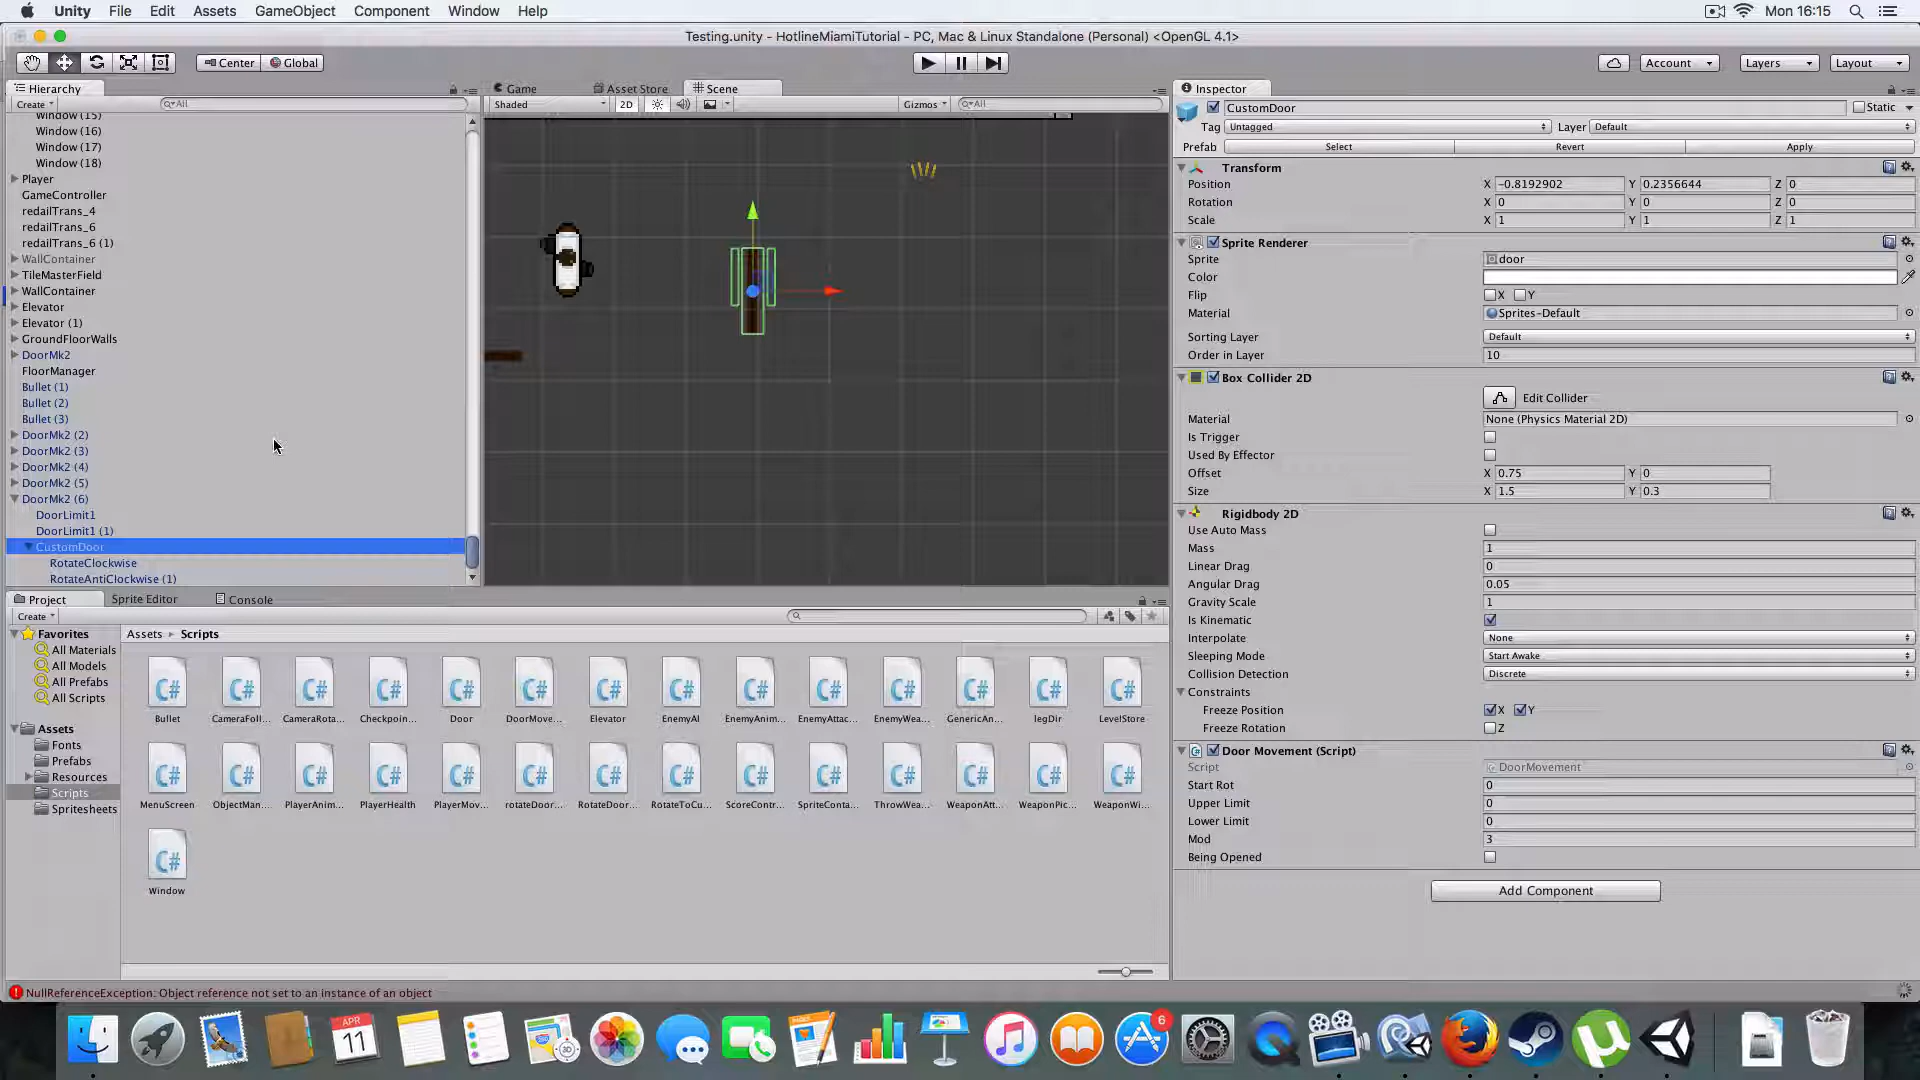 Unity File Edit Assets GameObject Component Window Help Mon 16:15
Testing.unity - HotlineMiamiTutorial - PC, Mac & Linux Standalone (Personal) <OpenGL 4.1>
Center Global Account Layers Layout
Hierarchy
Create All
Window (15)
Window (16)
Window (17)
Window (18)
Player
GameController
redailTrans_4
redailTrans_6
redailTrans_6 (1)
WallContainer
TileMasterField
WallContainer
Elevator
Elevator (1)
GroundFloorWalls
DoorMk2
FloorManager
Bullet (1)
Bullet (2)
Bullet (3)
DoorMk2 (2)
DoorMk2 (3)
DoorMk2 (4)
DoorMk2 (5)
DoorMk2 (6)
DoorLimit1
DoorLimit1 (1)
CustomDoor
RotateClockwise
RotateAntiClockwise (1)
Game Asset Store Scene
Shaded 2D Gizmos All
Inspector
CustomDoor Static
Tag Untagged Layer Default
Prefab Select Revert Apply
Transform
Position X -0.8192902 Y 0.2356644 Z 0
Rotation X 0 Y 0 Z 0
Scale X 1 Y 1 Z 1
Sprite Renderer
Sprite door
Color
Flip X Y
Material Sprites-Default
Sorting Layer Default
Order in Layer 10
Box Collider 2D
Edit Collider
Material None (Physics Material 2D)
Is Trigger
Used By Effector
Offset X 0.75 Y 0
Size X 1.5 Y 0.3
Rigidbody 2D
Use Auto Mass
Mass 1
Linear Drag 0
Angular Drag 0.05
Gravity Scale 1
Is Kinematic
Interpolate None
Sleeping Mode Start Awake
Collision Detection Discrete
Constraints
Freeze Position X Y
Freeze Rotation Z
Door Movement (Script)
Script DoorMovement
Start Rot 0
Upper Limit 0
Lower Limit 0
Mod 3
Being Opened
Add Component
Project Sprite Editor Console
Create
Favorites
All Materials
All Models
All Prefabs
All Scripts
Assets
Fonts
Prefabs
Resources
Scripts
Spritesheets
Assets Scripts
C# C# C# C# C# C# C# C# C# C# C# C# C# C#
Bullet CameraFoll... CameraRota... Checkpoin... Door DoorMove... Elevator EnemyAI EnemyAnim... EnemyAttac... EnemyWea... GenericAn... legDir LevelStore
C# C# C# C# C# C# C# C# C# C# C# C# C# C#
MenuScreen ObjectMan... PlayerAnim... PlayerHealth PlayerMov... rotateDoor... RotateDoor... RotateToCu... ScoreContr... SpriteConta... ThrowWea... WeaponAtt... WeaponPic... WeaponWi...
C#
Window
NullReferenceException: Object reference not set to an instance of an object
APR
11
3D
6